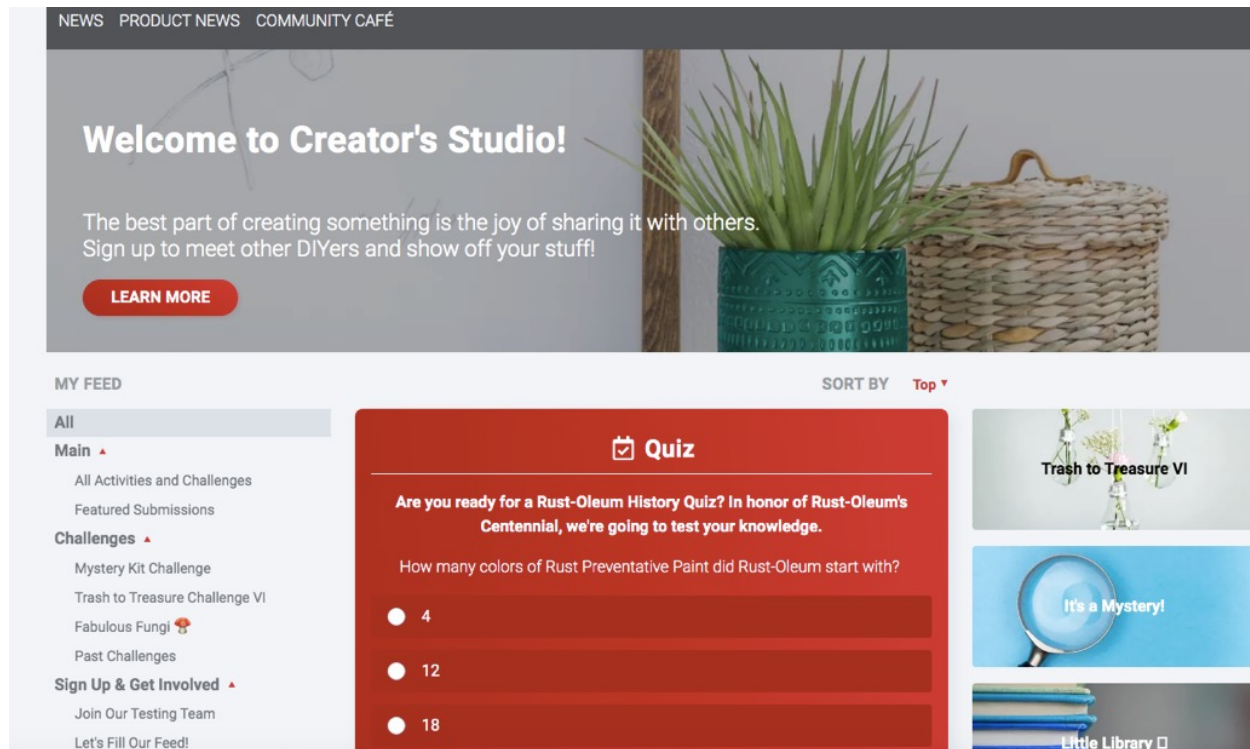 NEWS PRODUCT NEWS COMMUNITY CAFÉ
Welcome to Creator's Studio!
The best part of creating something is the joy of sharing it with others.
Sign up to meet other DIYers and show off your stuff!
LEARN MORE
MY FEED
All
Main
All Activities and Challenges
Featured Submissions
Challenges
Mystery Kit Challenge
Trash to Treasure Challenge VI
Fabulous Fungi 🍄
Past Challenges
Sign Up & Get Involved
Join Our Testing Team
Let's Fill Our Feed!
SORT BY Top
Quiz
Are you ready for a Rust-Oleum History Quiz? In honor of Rust-Oleum's
Centennial, we're going to test your knowledge.
How many colors of Rust Preventative Paint did Rust-Oleum start with?
4
12
18
Trash to Treasure VI
It's a Mystery!
Little Library